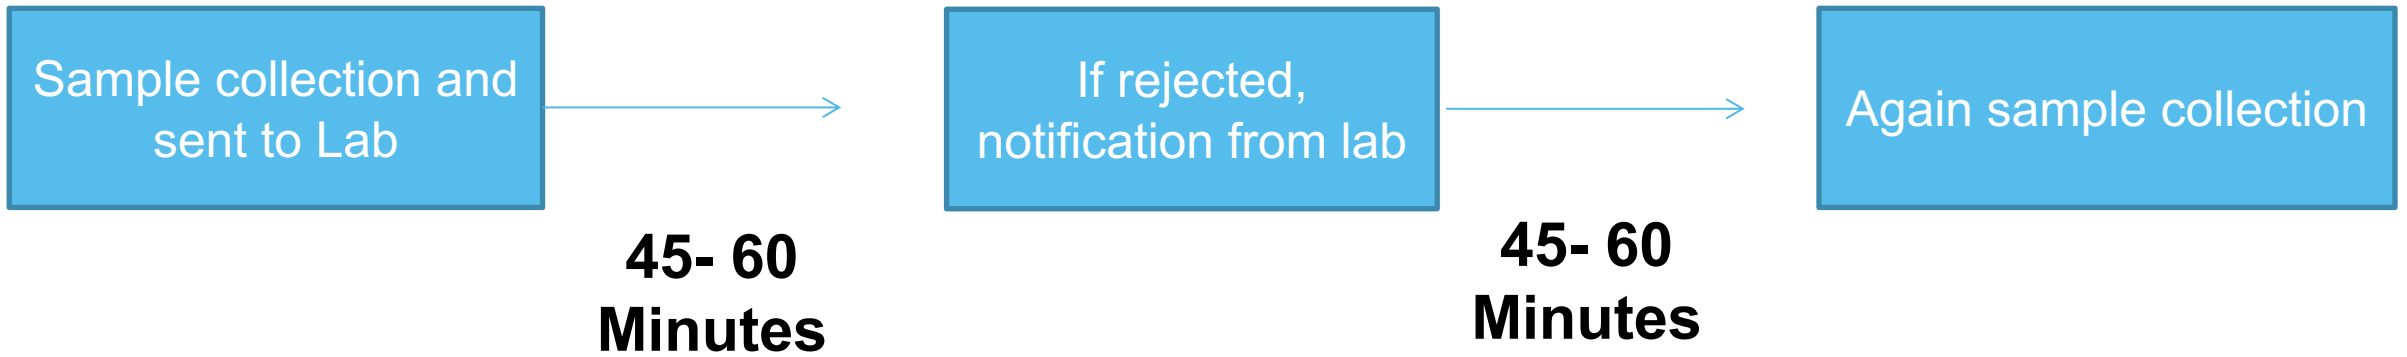 Sample collection and
sent to Lab
45- 60
Minutes
If rejected,
notification from lab
45- 60
Minutes
Again sample collection